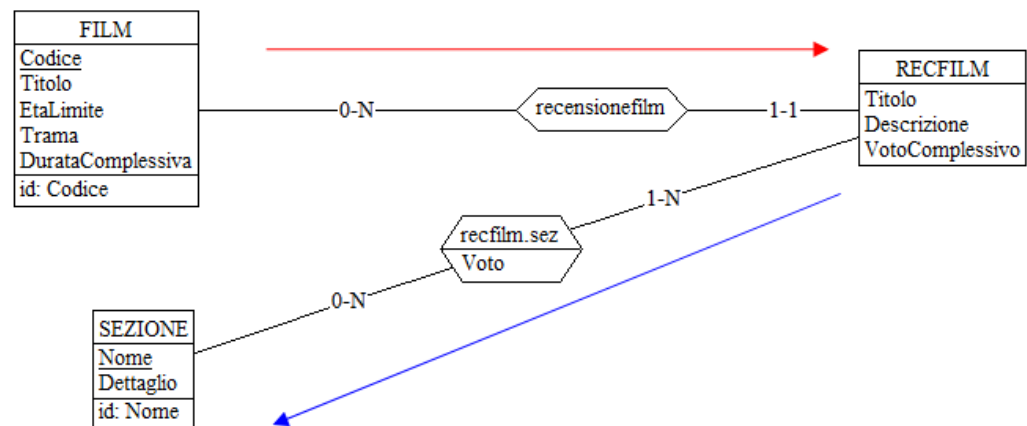 FILM
Codice
Titolo
EtaLimite
Trama
DurataComplessiva
id: Codice
0-N
recensionefilm
1-1
RECFILM
Titolo
Descrizione
VotoComplessivo
1-N
recfilm.sez
Voto
0-N
SEZIONE
Nome
Dettaglio
id: Nome